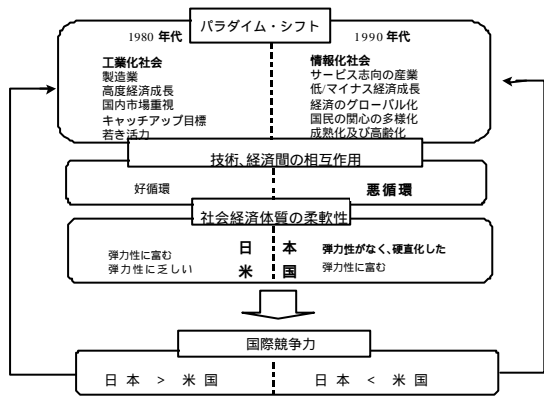 パラダイム・シフト
1980 年代
工業化社会
製造業
高度経済成長
国内市場重視
キャッチアップ目標
若き活力
1990 年代
情報化社会
サービス志向の産業
低/マイナス経済成長
経済のグローバル化
国民の関心の多様化
成熟化及び高齢化
技術、経済間の相互作用
好循環
悪循環
社会経済体質の柔軟性
弾力性に富む 日 本 弾力性がなく、硬直化した
弾力性に乏しい 米 国 弾力性に富む
国際競争力
日 本 > 米 国
日 本 < 米 国